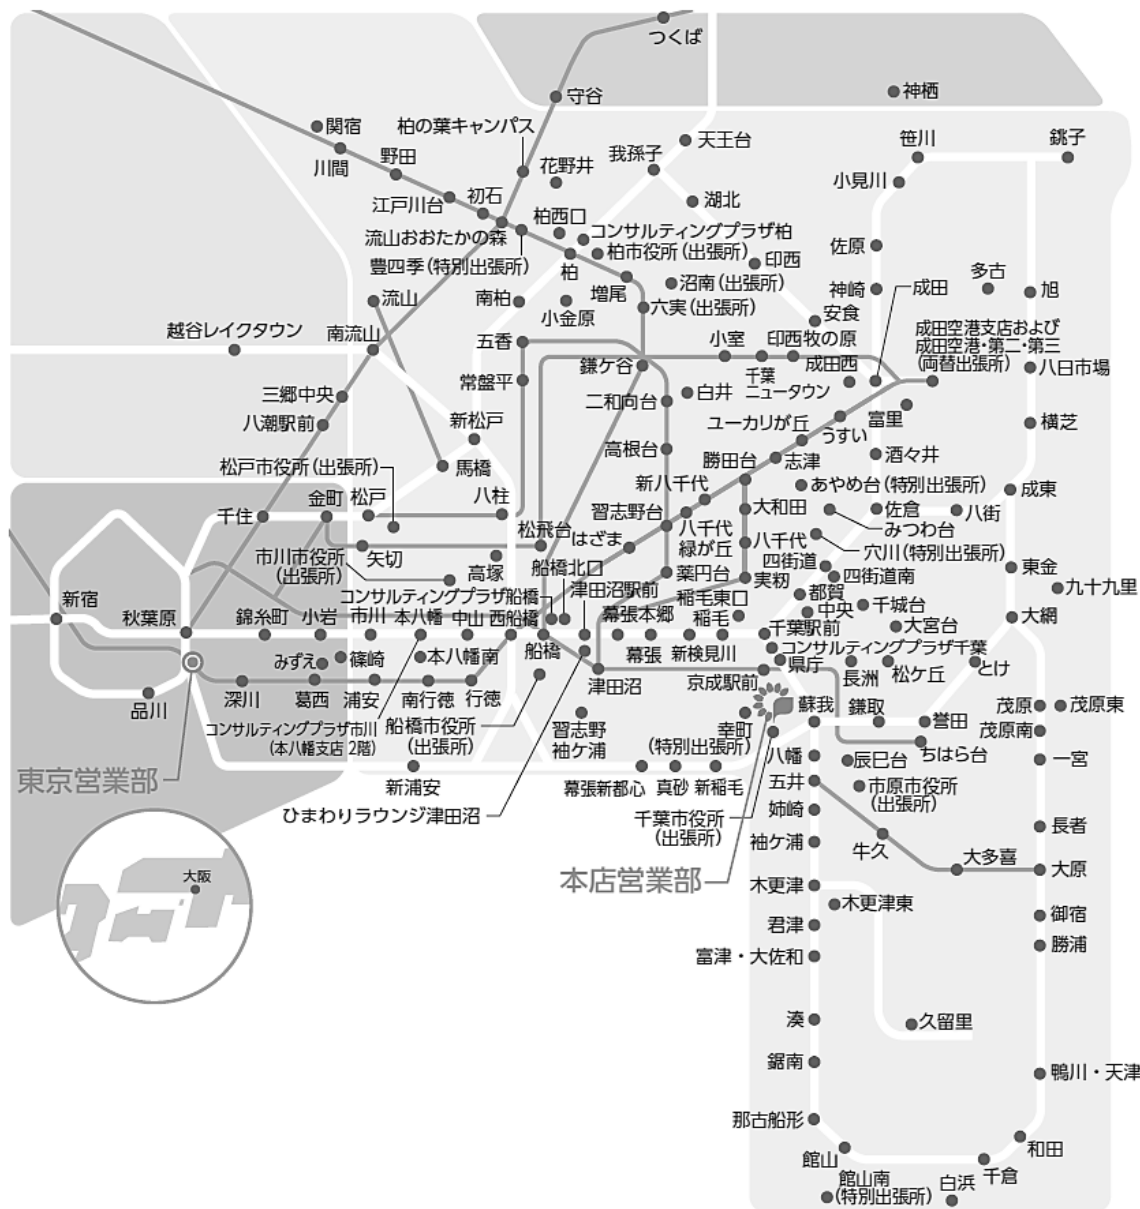 つくば
守谷
神栖
関宿
柏の葉キャンパス
川間
野田
花野井
我孫子
天王台
笹川
銚子
小見川
江戸川台
初石
湖北
流山おおたかの森
柏西口
コンサルティングプラザ柏
柏市役所(出張所)
豊四季(特別出張所)
柏
印西
佐原
流山
南柏
小金原
増尾
沼南(出張所)
六実(出張所)
神崎
成田
多古
旭
安食
越谷レイクタウン
南流山
五香
小室
印西牧の原
成田空港支店および
成田空港・第二・第三
(両替出張所)
鎌ケ谷
千葉
ニュータウン
成田西
八日市場
三郷中央
常盤平
二和向台
白井
八潮駅前
新松戸
ユーカリが丘
うすい
富里
横芝
松戸市役所(出張所)
馬橋
高根台
勝田台
志津
酒々井
金町
松戸
八柱
新八千代
あやめ台(特別出張所)
成東
千住
松飛台
習志野台
八千代
緑が丘
大和田
佐倉
八街
みつわ台
矢切
はざま
八千代
穴川(特別出張所)
市川市役所
(出張所)
高塚
船橋北口
薬円台
実籾
四街道
四街道南
東金
九十九里
コンサルティングプラザ船橋
津田沼駅前
稲毛東口
都賀
中央
千城台
新宿
秋葉原
錦糸町
小岩
市川
本八幡
中山
西船橋
幕張本郷
稲毛
千葉駅前
大宮台
大網
みずえ
篠崎
本八幡南
船橋
幕張
新検見川
コンサルティングプラザ千葉
県庁
長洲
松ケ丘
とけ
品川
深川
葛西
浦安
南行徳
行徳
津田沼
京成駅前
コンサルティングプラザ市川
(本八幡支店 2階)
船橋市役所
(出張所)
習志野
袖ケ浦
幸町
(特別出張所)
蘇我
鎌取
誉田
茂原
茂原東
茂原南
東京営業部
新浦安
幕張新都心
真砂
新稲毛
八幡
辰巳台
ちはら台
一宮
ひまわりラウンジ津田沼
千葉市役所
(出張所)
五井
市原市役所
(出張所)
姉崎
長者
袖ケ浦
牛久
大多喜
大原
大阪
本店営業部
木更津
木更津東
御宿
君津
勝浦
富津・大佐和
湊
久留里
鋸南
鴨川・天津
那古船形
和田
館山
千倉
館山南
(特別出張所)
白浜